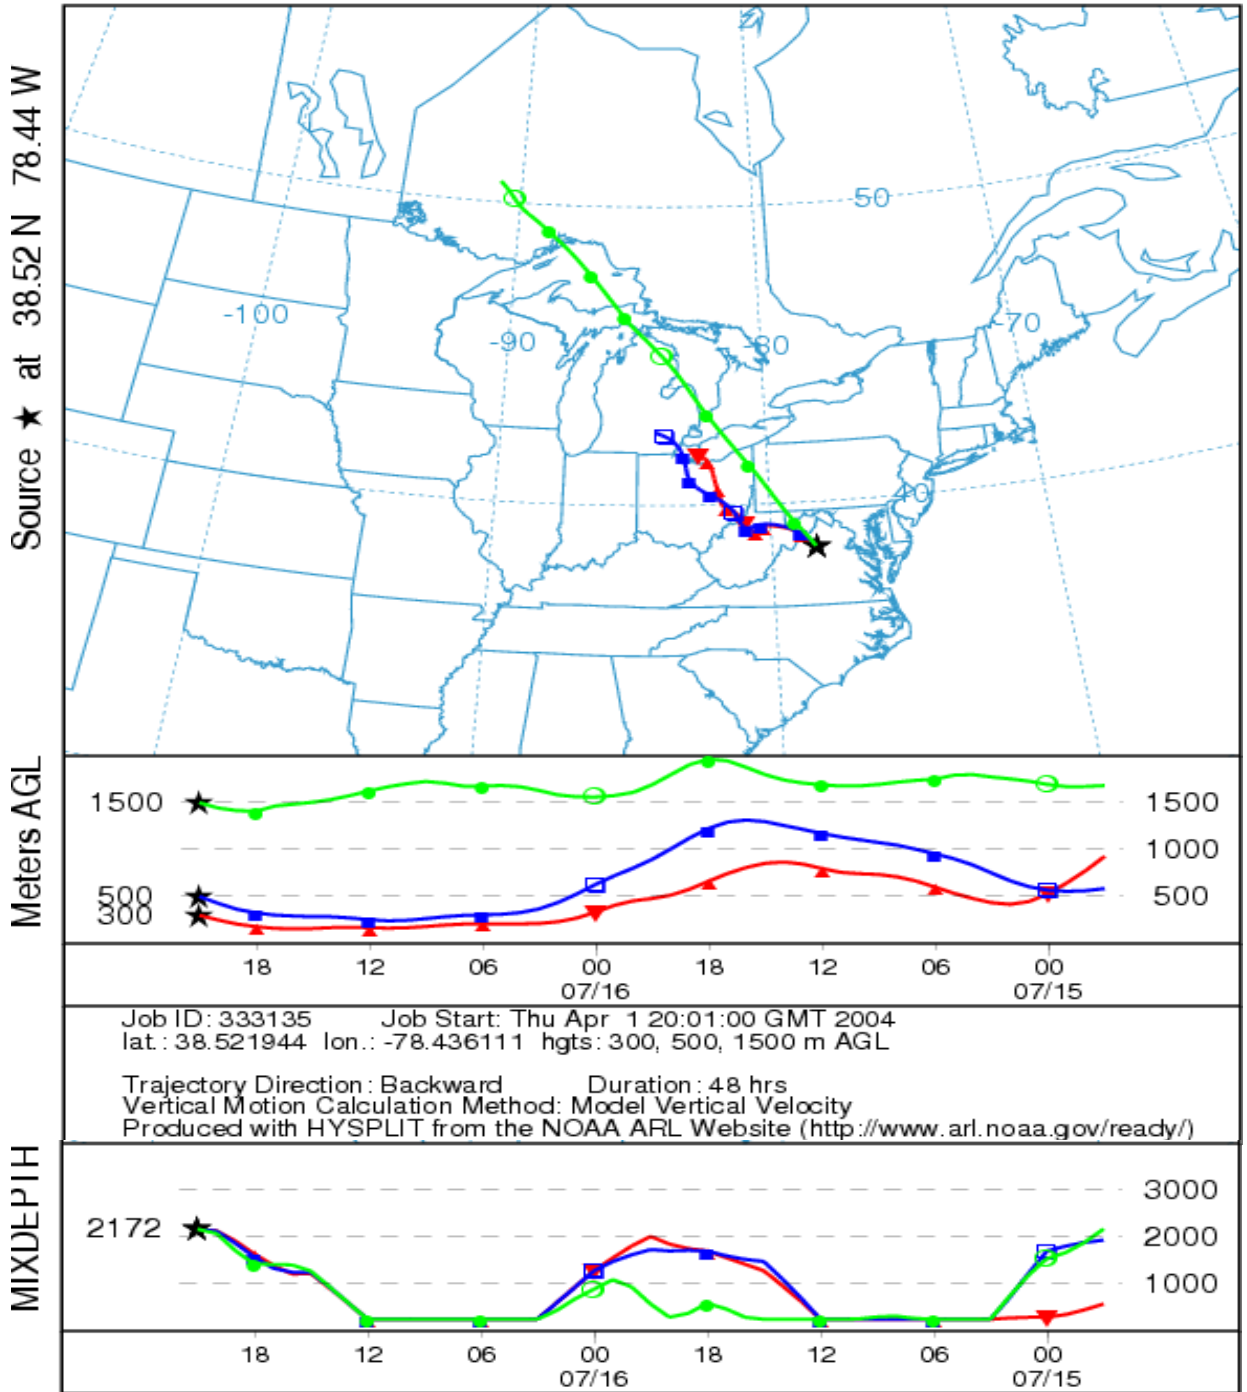 Source ★ at 38.52 N 78.44 W
50
-100
-90
-80
-70
40
Meters AGL
1500
500
300
1500
1000
500
18 12 06 00 18 12 06 00
07/16 07/15
Job ID: 333135 Job Start: Thu Apr 1 20:01:00 GMT 2004
lat.: 38.521944 lon.: -78.436111 hgts: 300, 500, 1500 m AGL
Trajectory Direction: Backward Duration: 48 hrs
Vertical Motion Calculation Method: Model Vertical Velocity
Produced with HYSPLIT from the NOAA ARL Website (http://www.arl.noaa.gov/ready/)
MIXDEPTH
2172
3000
2000
1000
18 12 06 00 18 12 06 00
07/16 07/15